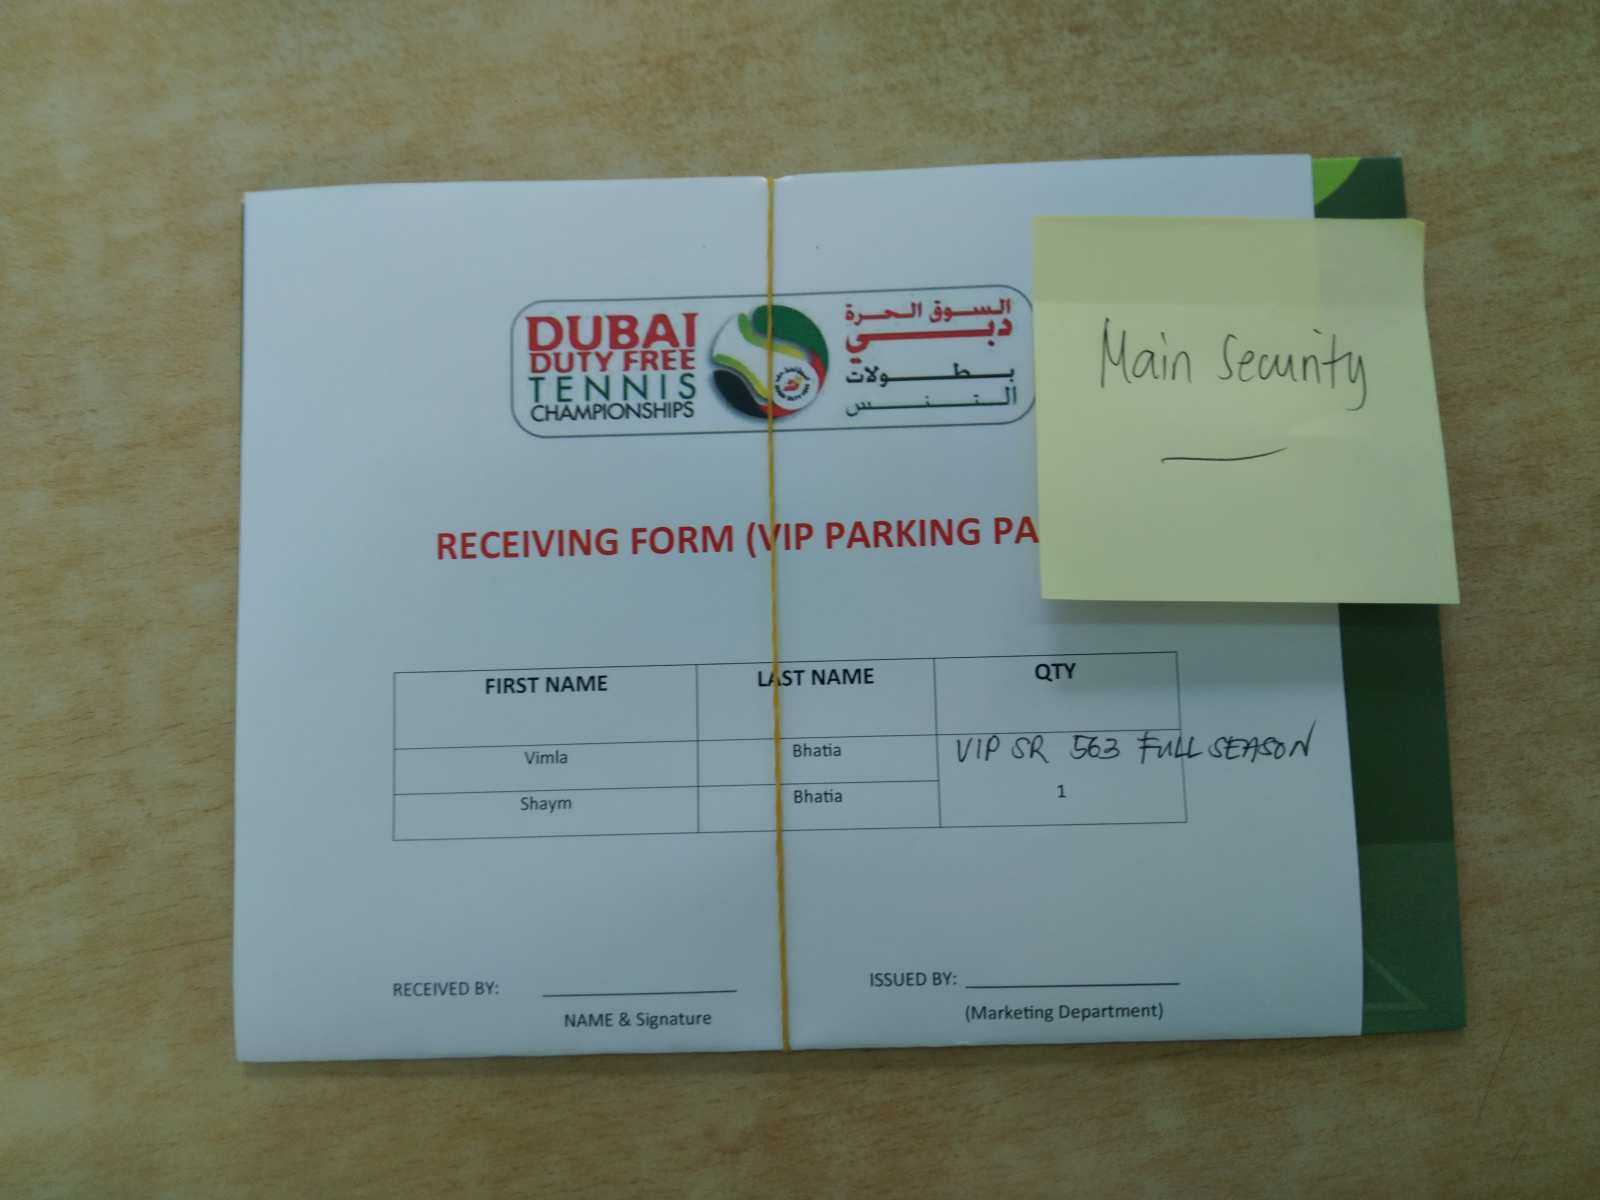 DUBAI
DUTY FREE
TENNIS
CHAMPIONSHIPS
السوق الحرة
دبي
بطولات
التنس
Main Security
RECEIVING FORM (VIP PARKING PA
FIRST NAME LAST NAME QTY
Vimla Bhatia VIP SR 563 FULL SEASON
Shaym Bhatia 1
RECEIVED BY: ISSUED BY:
NAME & Signature (Marketing Department)